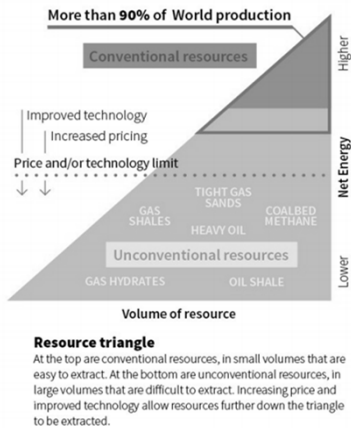 More than 90% of World production
Conventional resources
Higher
Improved technology
Increased pricing
Price and/or technology limit
Net Energy
TIGHT GAS
SANDS
GAS
SHALES
COALBED
METHANE
HEAVY OIL
Unconventional resources
GAS HYDRATES
OIL SHALE
Lower
Volume of resource
Resource triangle
At the top are conventional resources, in small volumes that are
easy to extract. At the bottom are unconventional resources, in
large volumes that are difficult to extract. Increasing price and
improved technology allow resources further down the triangle
to be extracted.